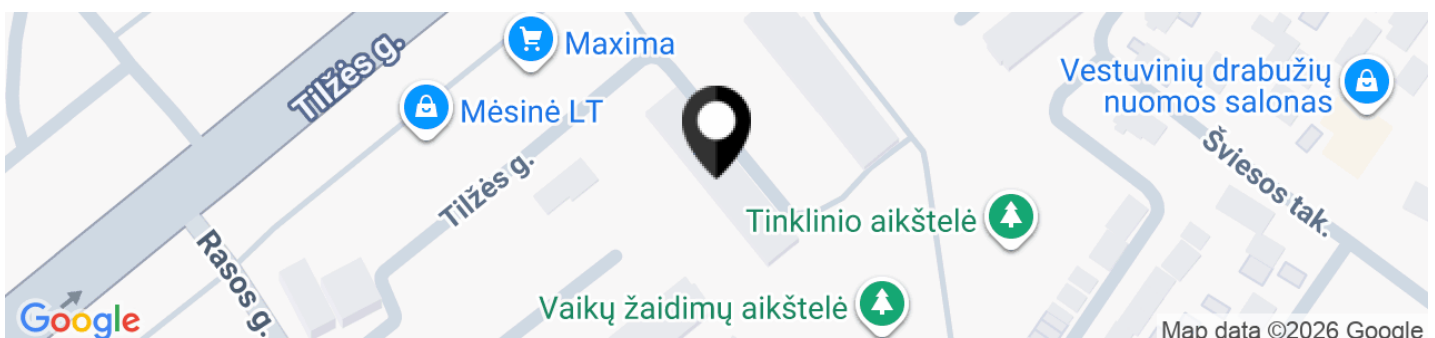 Tilžės g.
Maxima
Mėsinė LT
Vestuvinių drabužių
nuomos salonas
Tilžės g.
Šviesos tak.
Tinklinio aikštelė
Rasos g.
Vaikų žaidimų aikštelė
Google
Map data ©2026 Google